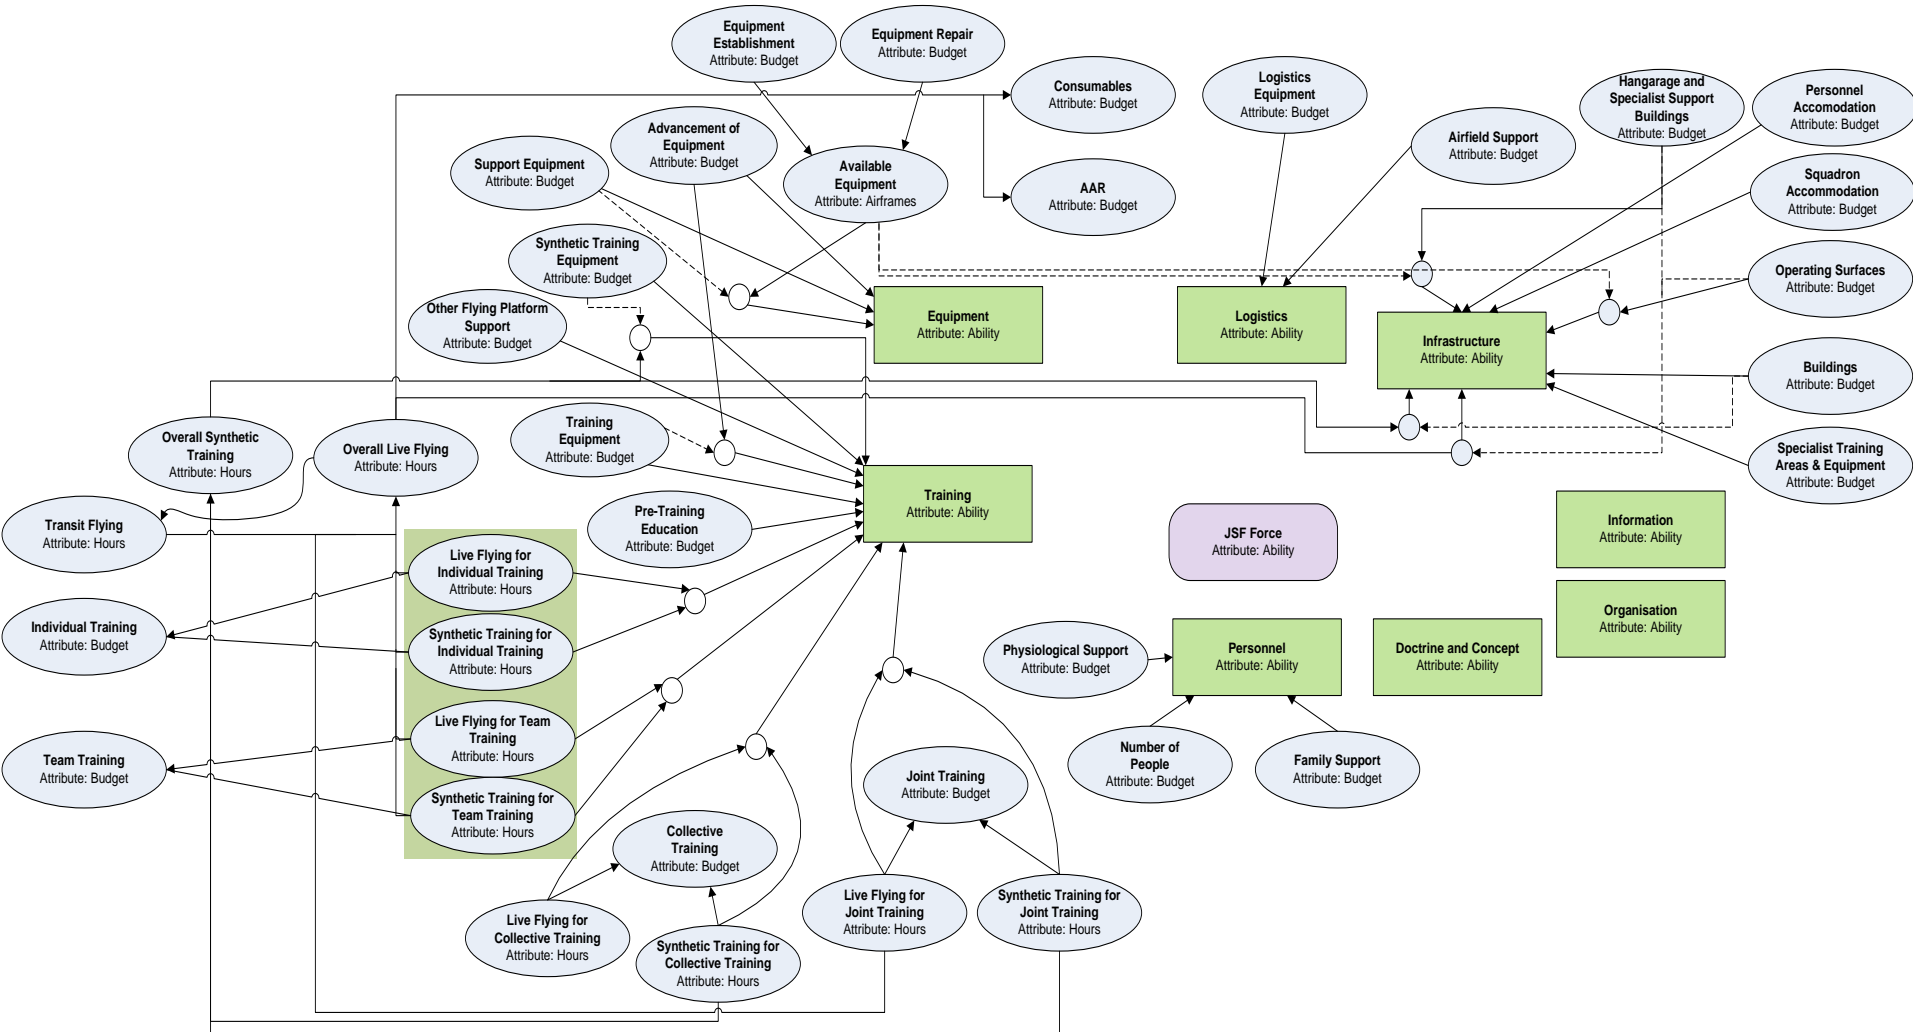 Equipment
Establishment
Attribute: Budget
Equipment Repair
Attribute: Budget
Consumables
Attribute: Budget
Logistics
Equipment
Attribute: Budget
Hangarage and
Specialist Support
Buildings
Attribute: Budget
Personnel
Accomodation
Attribute: Budget
Advancement of
Equipment
Attribute: Budget
Airfield Support
Attribute: Budget
Support Equipment
Attribute: Budget
Available
Equipment
Attribute: Airframes
AAR
Attribute: Budget
Squadron
Accommodation
Attribute: Budget
Synthetic Training
Equipment
Attribute: Budget
Operating Surfaces
Attribute: Budget
Other Flying Platform
Support
Attribute: Budget
Equipment
Attribute: Ability
Logistics
Attribute: Ability
Infrastructure
Attribute: Ability
Buildings
Attribute: Budget
Overall Synthetic
Training
Attribute: Hours
Overall Live Flying
Attribute: Hours
Training
Equipment
Attribute: Budget
Specialist Training
Areas & Equipment
Attribute: Budget
Training
Attribute: Ability
Transit Flying
Attribute: Hours
Pre-Training
Education
Attribute: Budget
JSF Force
Attribute: Ability
Information
Attribute: Ability
Live Flying for
Individual Training
Attribute: Hours
Individual Training
Attribute: Budget
Synthetic Training for
Individual Training
Attribute: Hours
Organisation
Attribute: Ability
Physiological Support
Attribute: Budget
Personnel
Attribute: Ability
Doctrine and Concept
Attribute: Ability
Live Flying for Team
Training
Attribute: Hours
Team Training
Attribute: Budget
Number of
People
Attribute: Budget
Family Support
Attribute: Budget
Joint Training
Attribute: Budget
Synthetic Training for
Team Training
Attribute: Hours
Collective
Training
Attribute: Budget
Live Flying for
Joint Training
Attribute: Hours
Synthetic Training for
Joint Training
Attribute: Hours
Live Flying for
Collective Training
Attribute: Hours
Synthetic Training for
Collective Training
Attribute: Hours